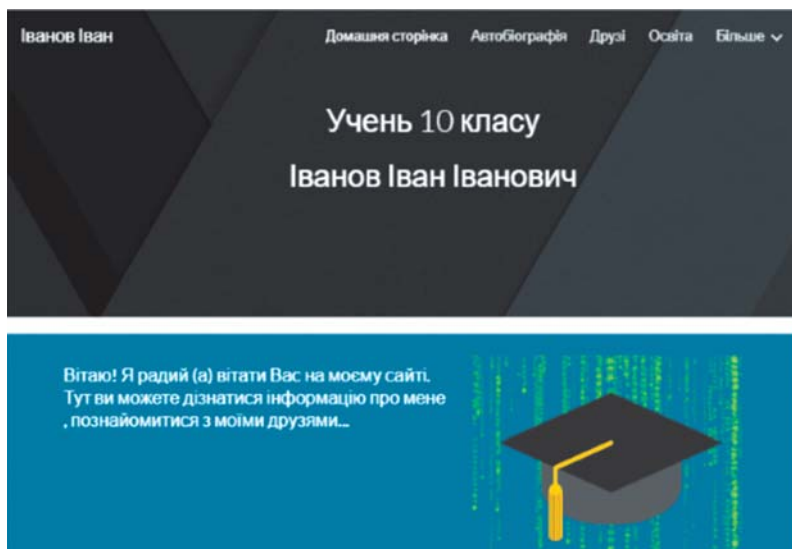 Іванов Іван
Домашня сторінка Автобіографія Друзі Освіта Більше
Учень 10 класу
Іванов Іван Іванович
Вітаю! Я радий (а) вітати Вас на моєму сайті.
Тут ви можете дізнатися інформацію про мене
, познайомитися з моїми друзями...